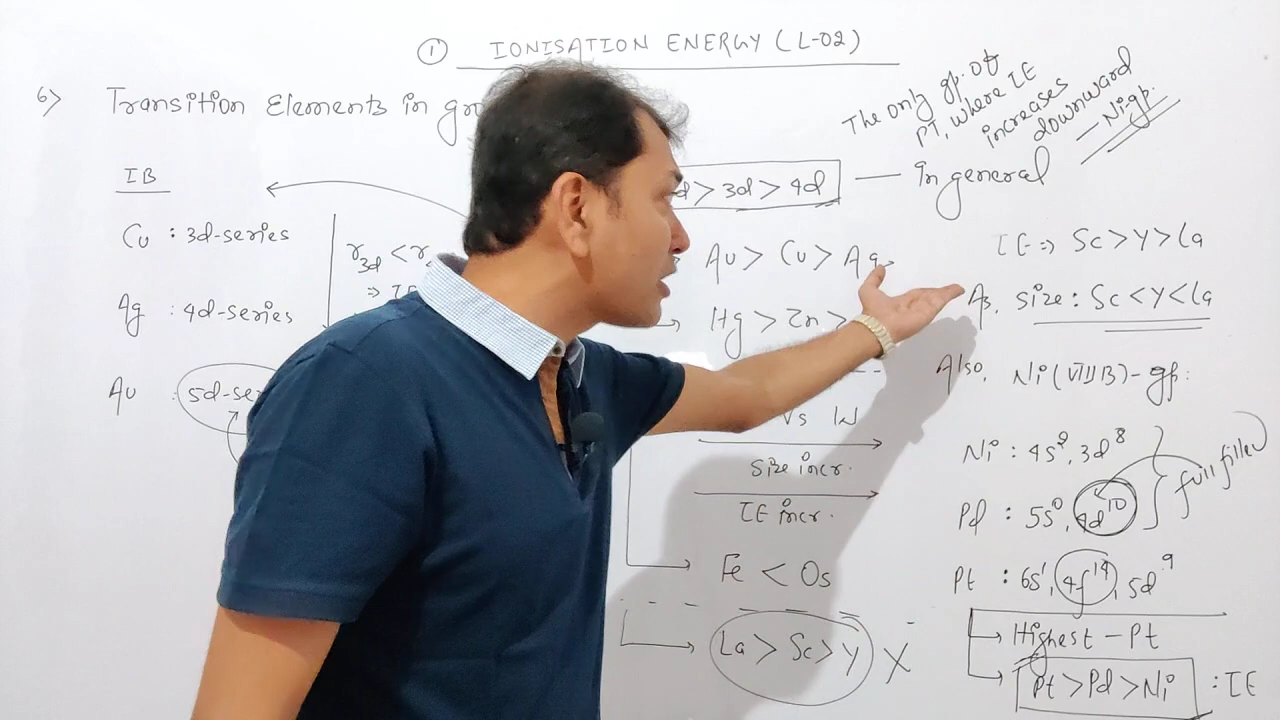 ① IONISATION ENERGY (L-02)
6> Transition Elements in
The only gp. of
PT, where IE
increases
downward
— Ni-gp.
d > 3d > 4d — In general
IB
Cu : 3d-series
Ag : 4d-series
Au : 5d-ser
r3d < r
⇒ IE
Au > Cu > Ag
Hg > Zn >
Vs W
Size incr.
IE incr.
Fe < Os
La > Sc > Y X
IE ⇒ Sc > Y > La
As, Size : Sc < Y < La
Also, Ni (VIIIB)-gp:
Ni : 4s², 3d⁸
Pd : 5s⁰, 4d¹⁰ } full filled
Pt : 6s¹, 4f¹⁴, 5d⁹
Highest - Pt
Pt > Pd > Ni : IE